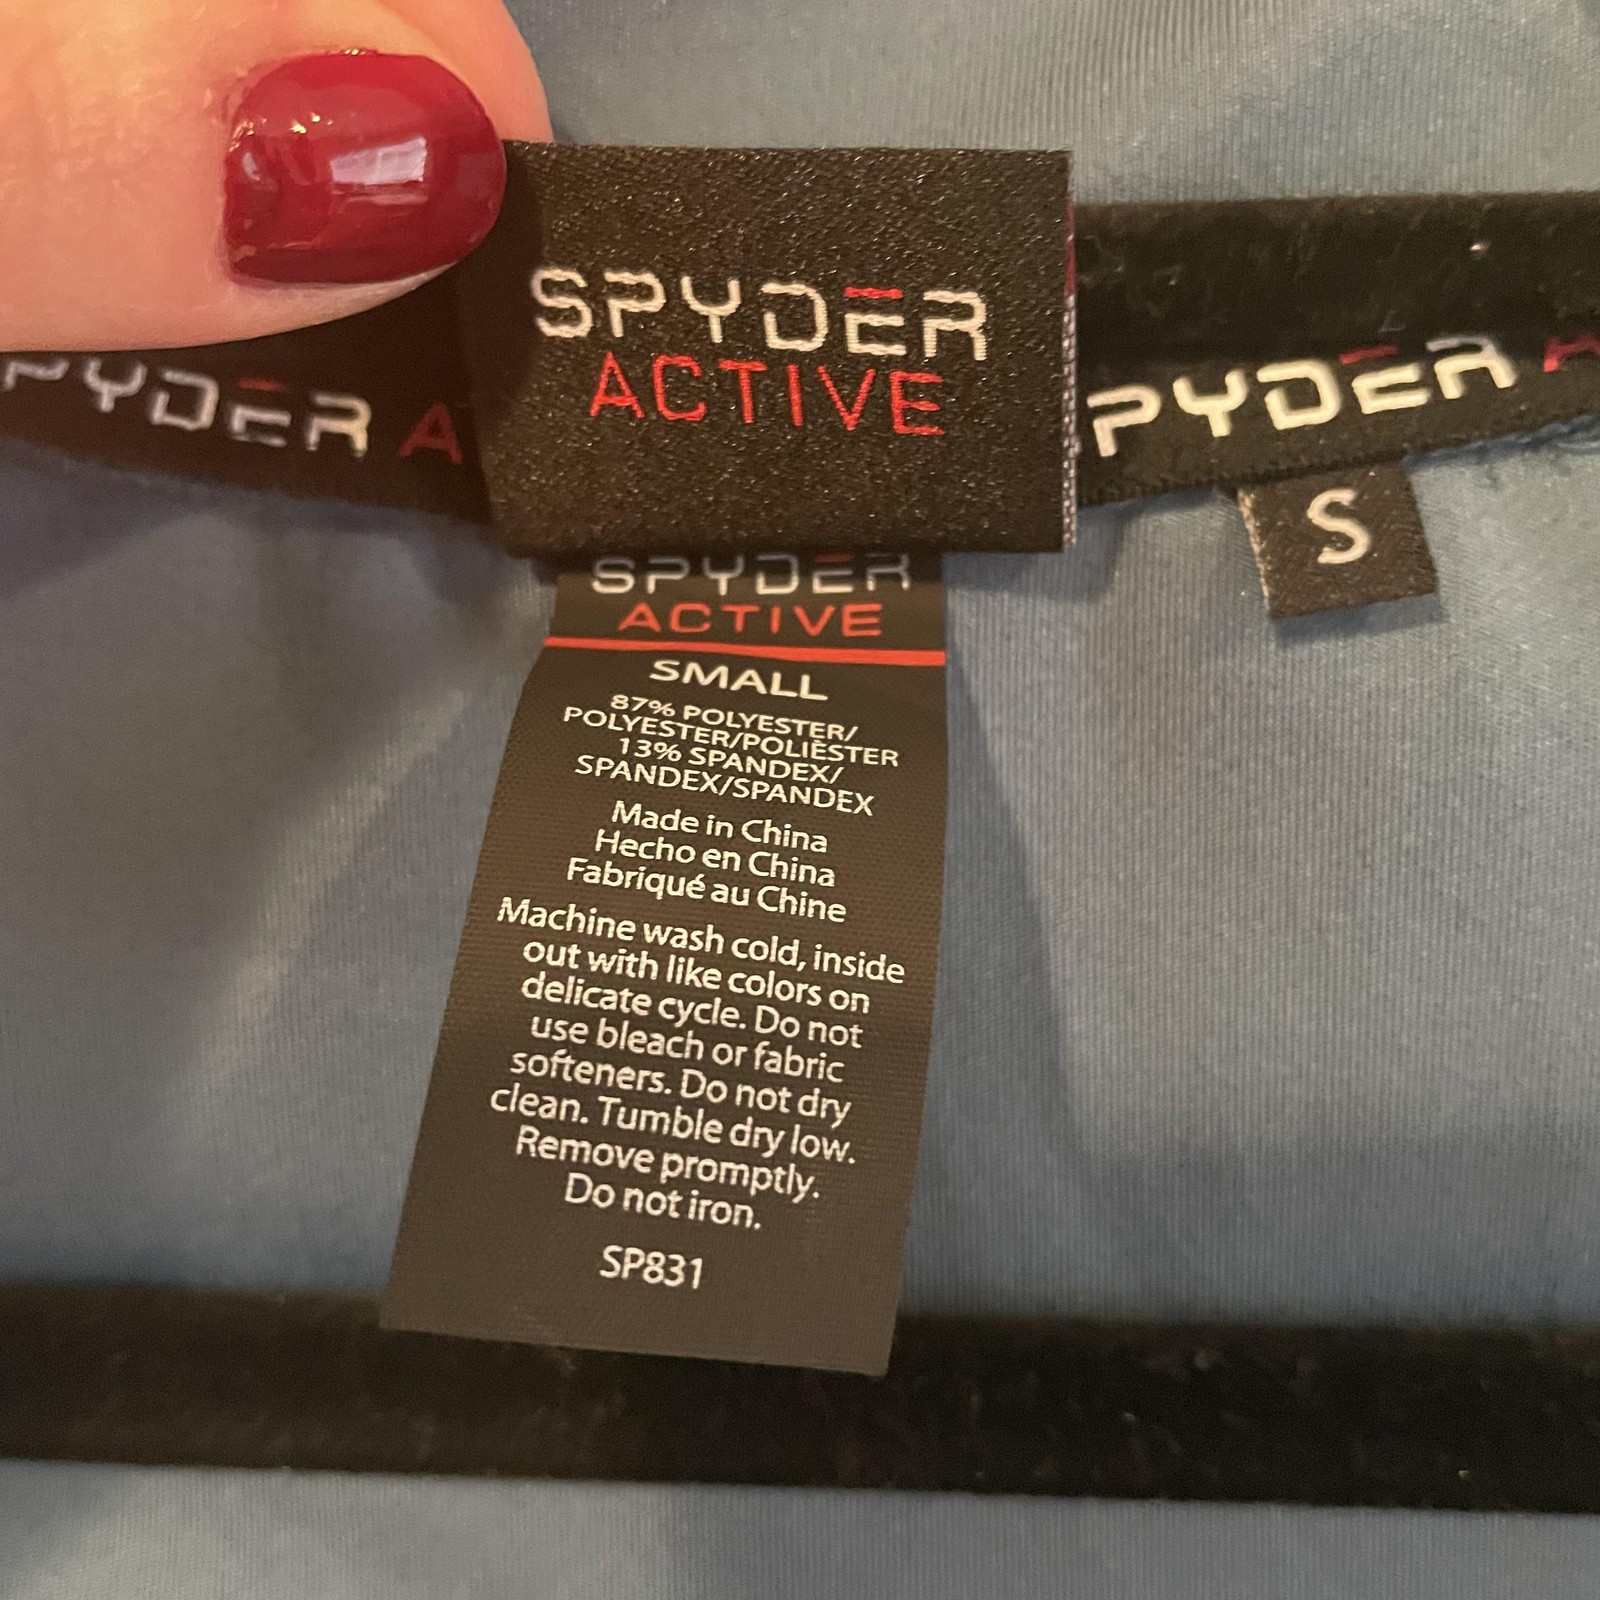 SPYDER
ACTIVE
PYDER A
PYDER A
S
SPYDER
ACTIVE
SMALL
87% POLYESTER/
POLYESTER/POLIÈSTER
13% SPANDEX/
SPANDEX/SPANDEX
Made in China
Hecho en China
Fabriqué au Chine
Machine wash cold, inside
out with like colors on
delicate cycle. Do not
use bleach or fabric
softeners. Do not dry
clean. Tumble dry low.
Remove promptly.
Do not iron.
SP831